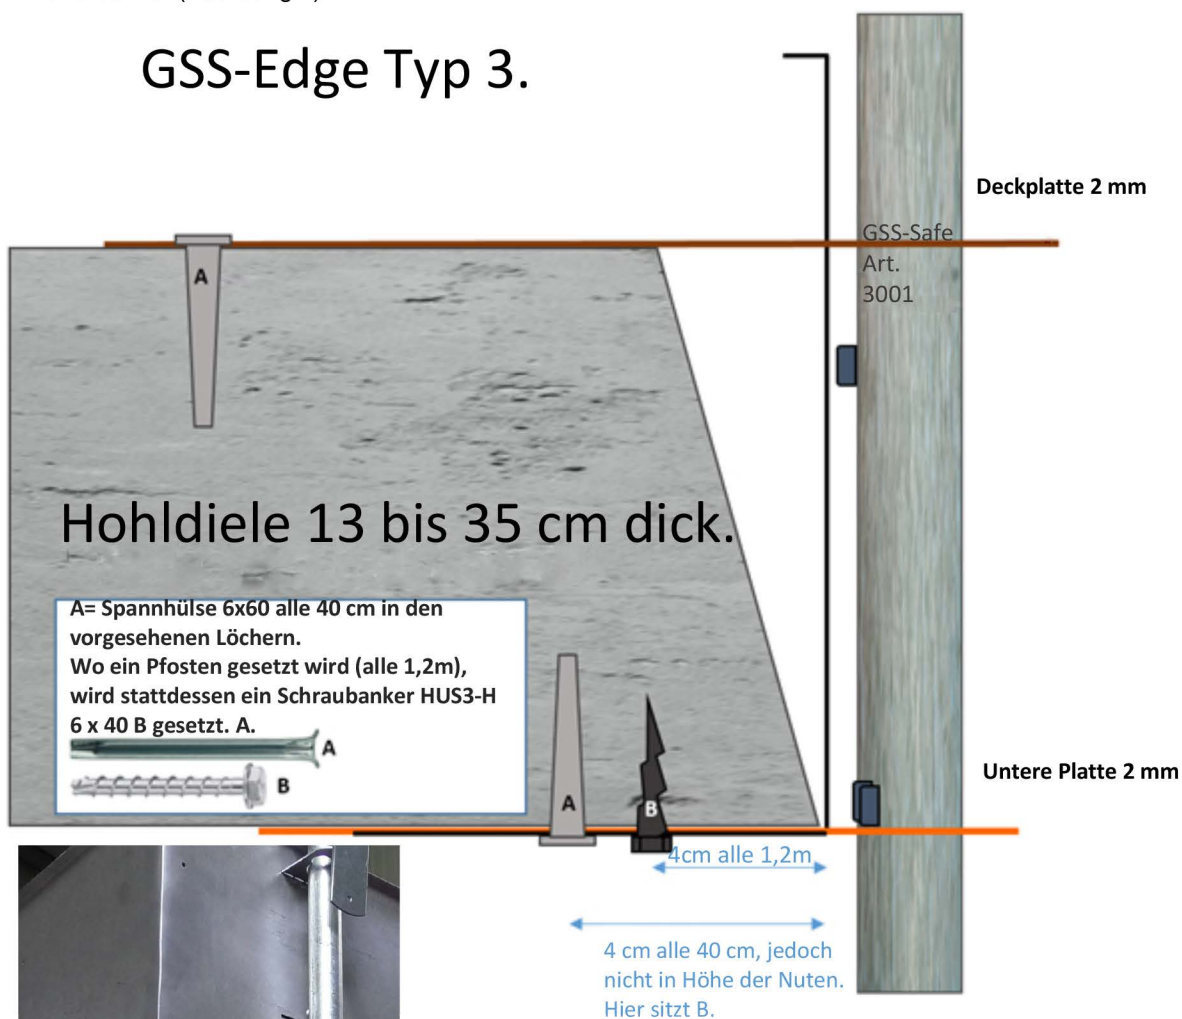 GSS-Edge Typ 3.
Deckplatte 2 mm
GSS-Safe
Art.
3001
A
Hohldiele 13 bis 35 cm dick.
A= Spannhülse 6x60 alle 40 cm in den
vorgesehenen Löchern.
Wo ein Pfosten gesetzt wird (alle 1,2m),
wird stattdessen ein Schraubanker HUS3-H
6 x 40 B gesetzt. A.
A
B
A
B
Untere Platte 2 mm
4cm alle 1,2m
4 cm alle 40 cm, jedoch
nicht in Höhe der Nuten.
Hier sitzt B.